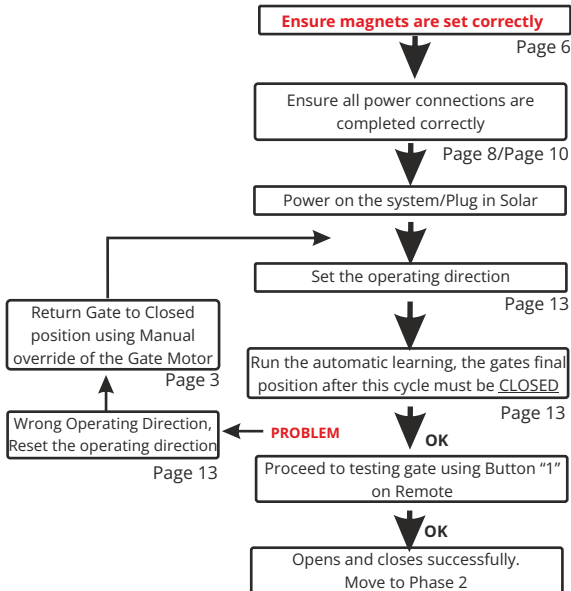 Ensure magnets are set correctly
Page 6
Ensure all power connections are
completed correctly
Page 8/Page 10
Power on the system/Plug in Solar
Set the operating direction
Page 13
Return Gate to Closed
position using Manual
override of the Gate Motor
Page 3
Run the automatic learning, the gates final
position after this cycle must be CLOSED
Page 13
Wrong Operating Direction,
Reset the operating direction
Page 13
PROBLEM
OK
Proceed to testing gate using Button “1”
on Remote
OK
Opens and closes successfully.
Move to Phase 2